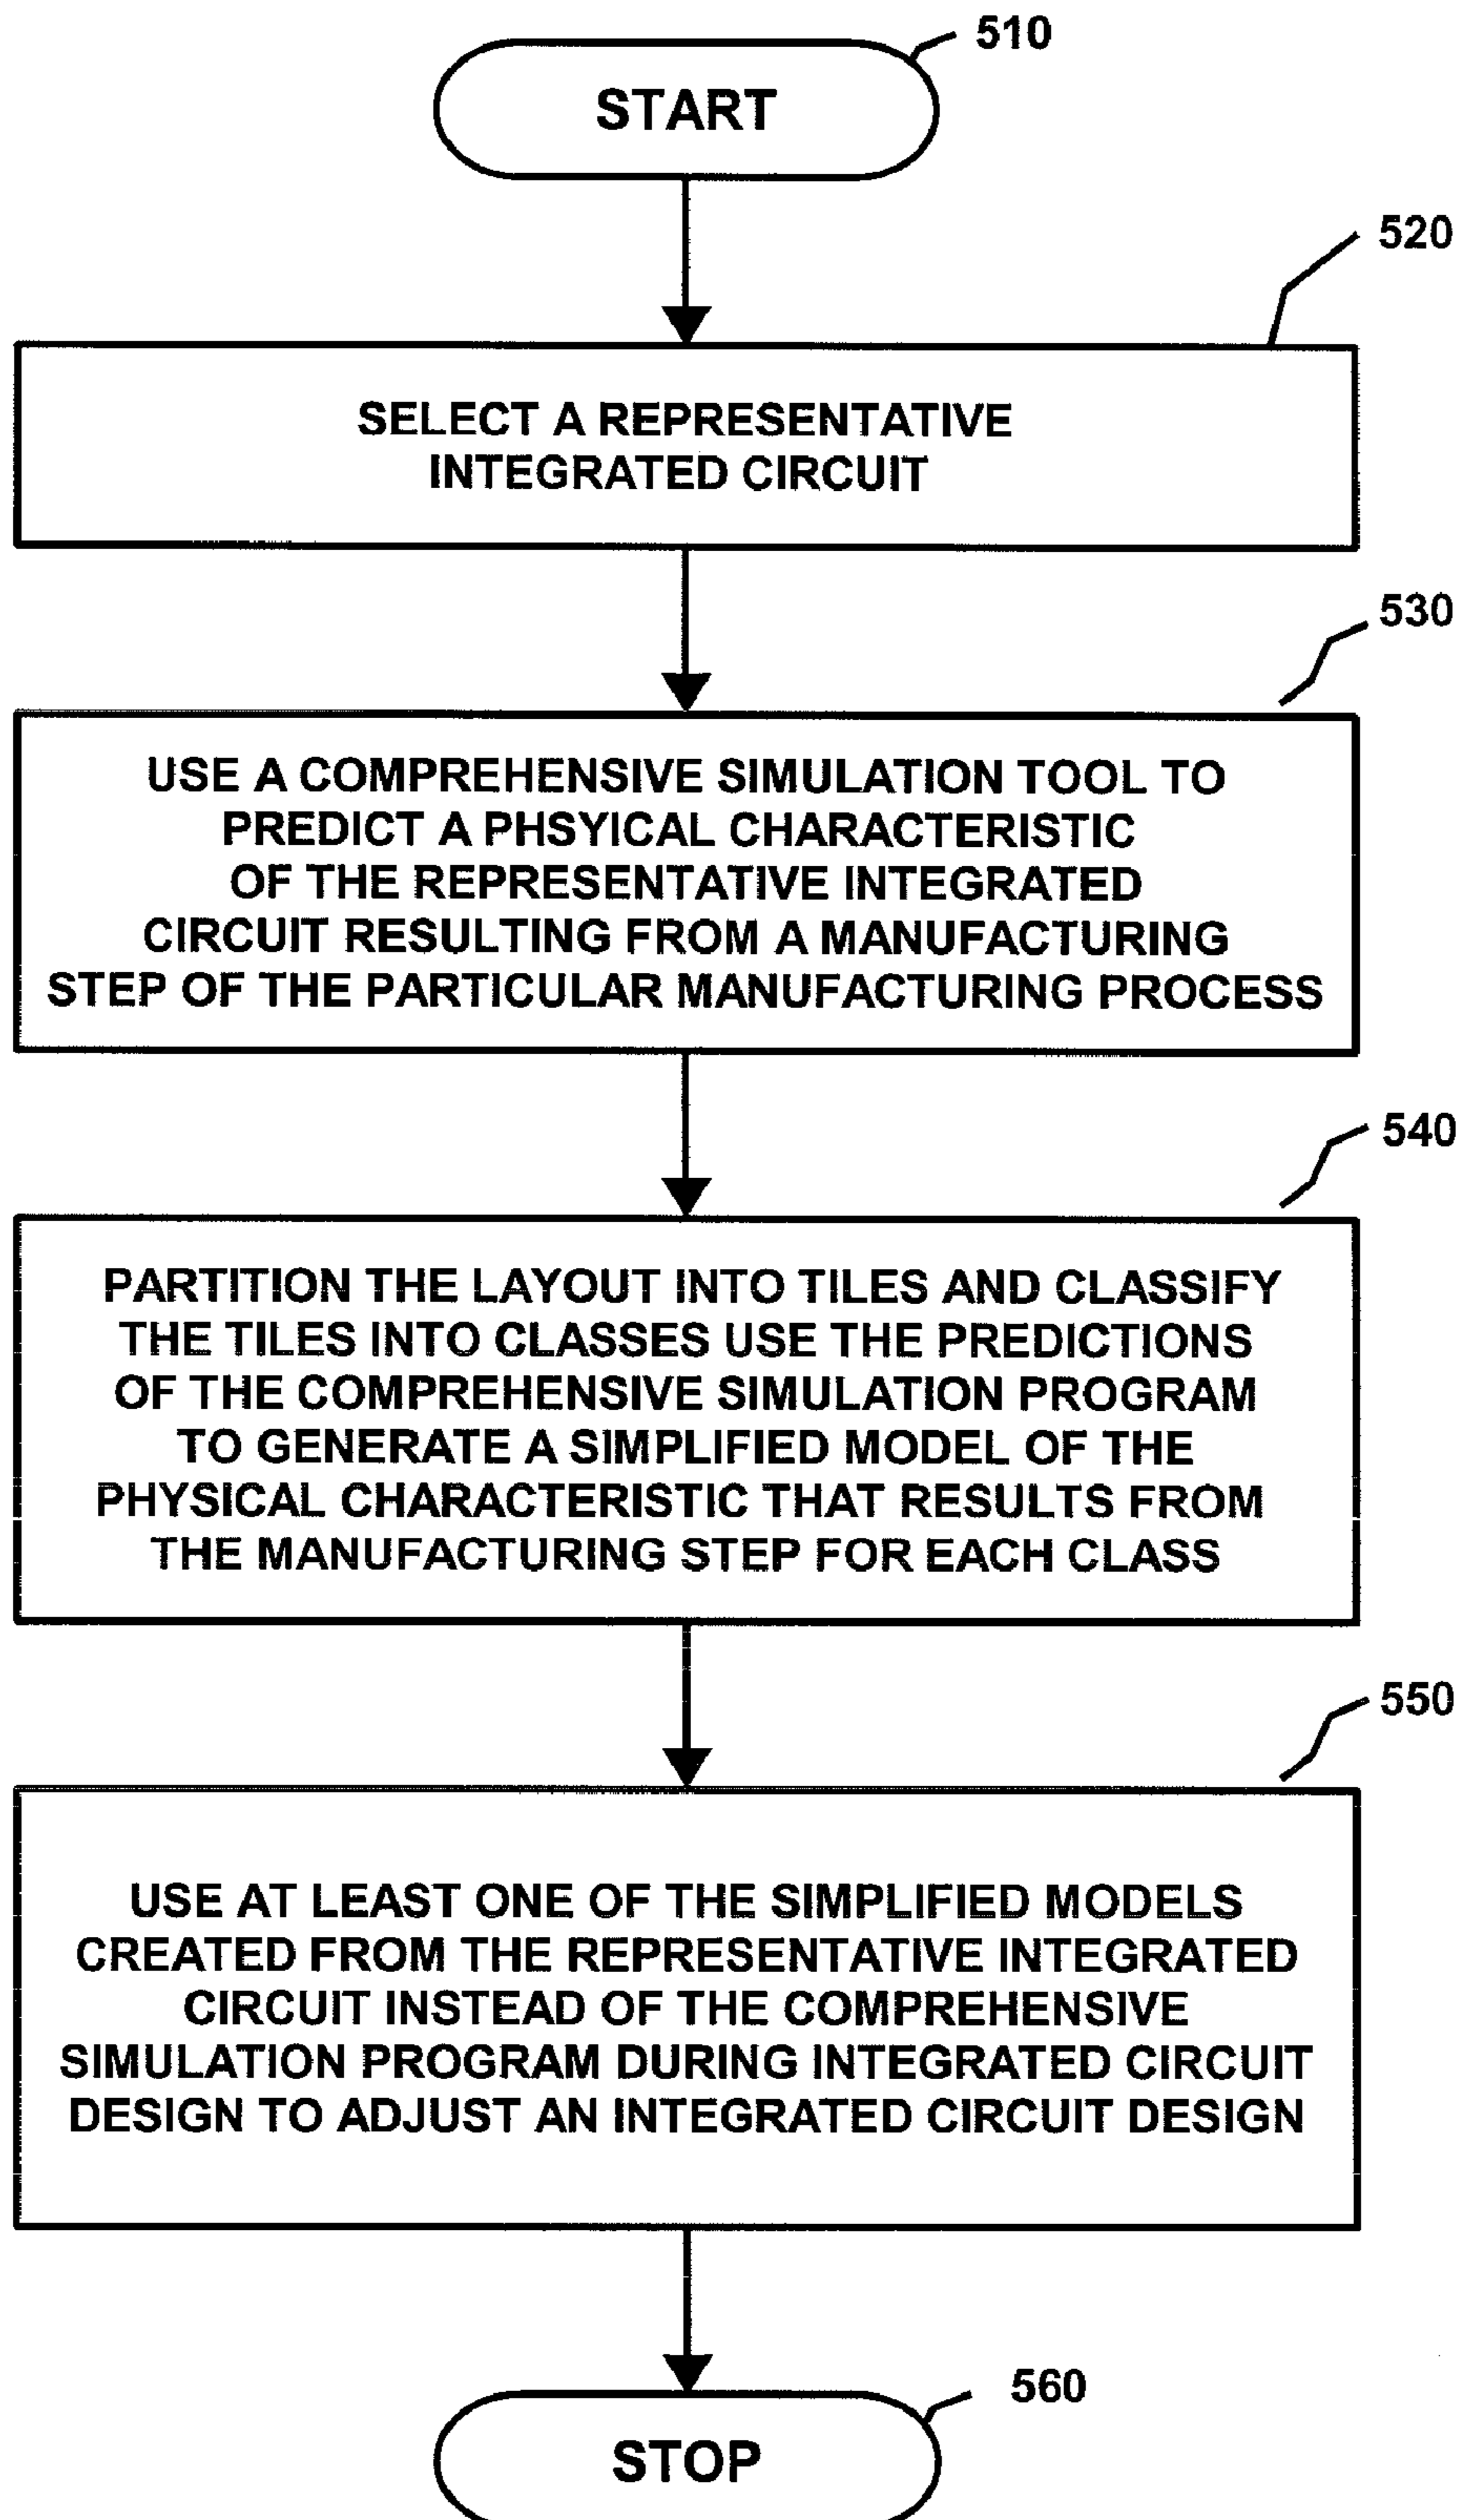 510
START
520
SELECT A REPRESENTATIVE
INTEGRATED CIRCUIT
530
USE A COMPREHENSIVE SIMULATION TOOL TO
PREDICT A PHSYICAL CHARACTERISTIC
OF THE REPRESENTATIVE INTEGRATED
CIRCUIT RESULTING FROM A MANUFACTURING
STEP OF THE PARTICULAR MANUFACTURING PROCESS
540
PARTITION THE LAYOUT INTO TILES AND CLASSIFY
THE TILES INTO CLASSES USE THE PREDICTIONS
OF THE COMPREHENSIVE SIMULATION PROGRAM
TO GENERATE A SIMPLIFIED MODEL OF THE
PHYSICAL CHARACTERISTIC THAT RESULTS FROM
THE MANUFACTURING STEP FOR EACH CLASS
550
USE AT LEAST ONE OF THE SIMPLIFIED MODELS
CREATED FROM THE REPRESENTATIVE INTEGRATED
CIRCUIT INSTEAD OF THE COMPREHENSIVE
SIMULATION PROGRAM DURING INTEGRATED CIRCUIT
DESIGN TO ADJUST AN INTEGRATED CIRCUIT DESIGN
560
STOP